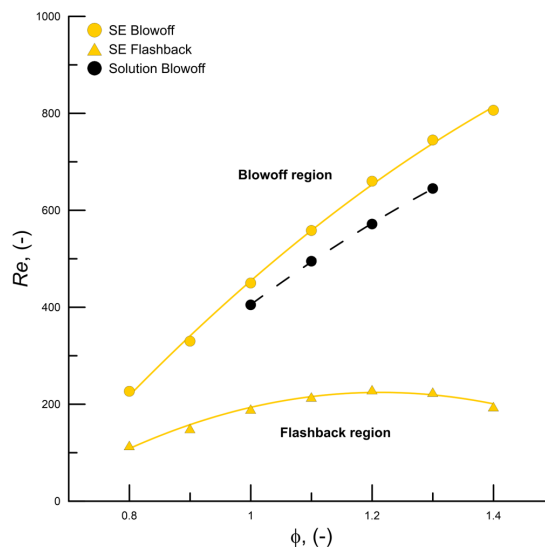 1000
800
600
400
200
0
Re, (-)
SE Blowoff
SE Flashback
Solution Blowoff
Blowoff region
Flashback region
0.8
1
1.2
1.4
ϕ, (-)